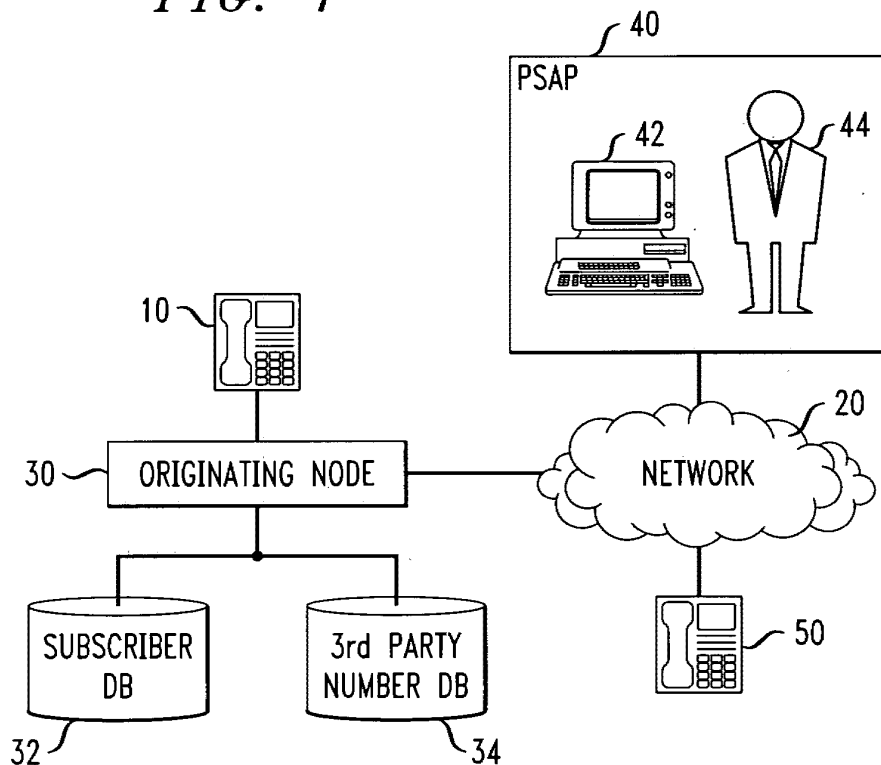 FIG.
40
PSAP
42
44
10
20
30
ORIGINATING NODE
NETWORK
SUBSCRIBER
DB
3rd PARTY
NUMBER DB
50
32
34